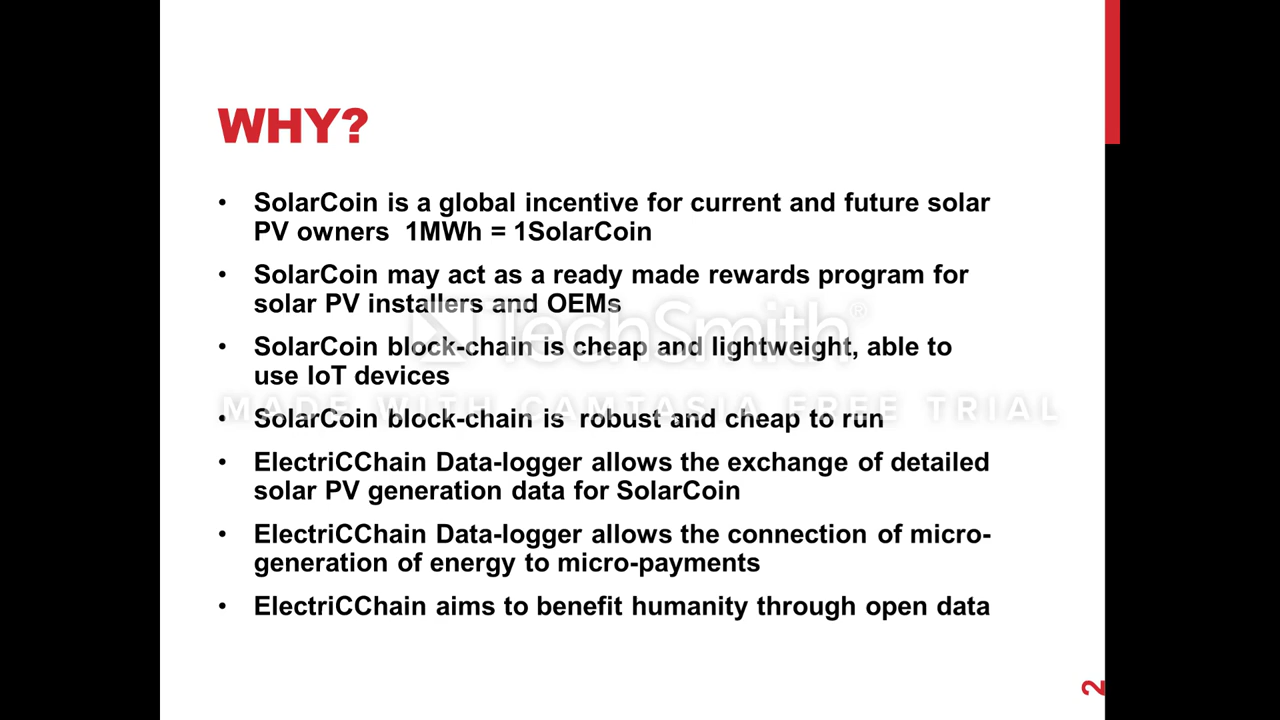 WHY?
• SolarCoin is a global incentive for current and future solar
PV owners 1MWh = 1SolarCoin
• SolarCoin may act as a ready made rewards program for
solar PV installers and OEMs
• SolarCoin block-chain is cheap and lightweight, able to
use IoT devices
• SolarCoin block-chain is robust and cheap to run
• ElectriCChain Data-logger allows the exchange of detailed
solar PV generation data for SolarCoin
• ElectriCChain Data-logger allows the connection of micro-
generation of energy to micro-payments
• ElectriCChain aims to benefit humanity through open data
TechSmith®
MADE WITH CAMTASIA FREE TRIAL
2